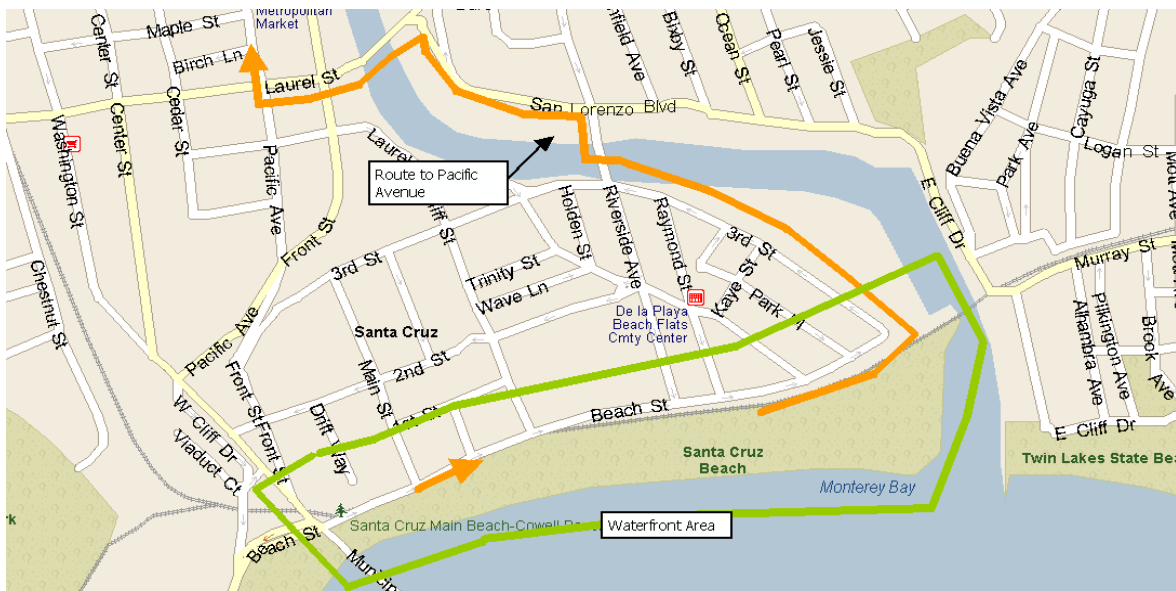 Metropolitan
Market
Maple St
Birch Ln
Center St
Cedar St
Laurel St
Washington St
Center St
Pacific Ave
Front St
San Lorenzo Blvd
Bixby St
Ocean St
Pearl St
Jessie St
Buena Vista Ave
Park Ave
Cayuga St
Logan St
E Cliff Dr
Murray St
Route to Pacific
Avenue
Holden St
Riverside Ave
Raymond St
3rd St
Kaye St
Park Pl
3rd St
Trinity St
Wave Ln
Santa Cruz
De la Playa
Beach Flats
Cmty Center
Chestnut St
Pacific Ave
2nd St
Main St
1st St
Front St
Front St
Drift Way
W Cliff Dr
Viaduct Ct
Beach St
Santa Cruz
Beach
Monterey Bay
Alhambra Ave
Pilkington Ave
Brook Ave
E Cliff Dr
Twin Lakes State Bea
Santa Cruz Main Beach-Cowell
Waterfront Area
Beach St
Munici